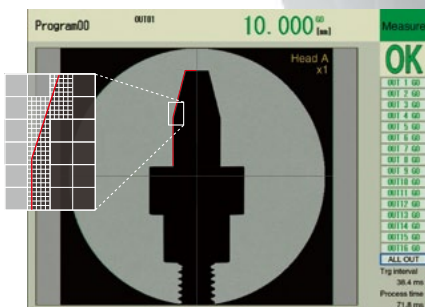 Program00
OUT01
10.000 GO [mm]
Measure
Head A
x1
OK
OUT 1 GO
OUT 2 GO
OUT 3 GO
OUT 4 GO
OUT 5 GO
OUT 6 GO
OUT 7 GO
OUT 8 GO
OUT 9 GO
OUT10 GO
OUT11 GO
OUT12 GO
OUT13 GO
OUT14 GO
OUT15 GO
OUT16 GO
ALL OUT
Trg interval
38.4 ms
Process time
71.8 ms